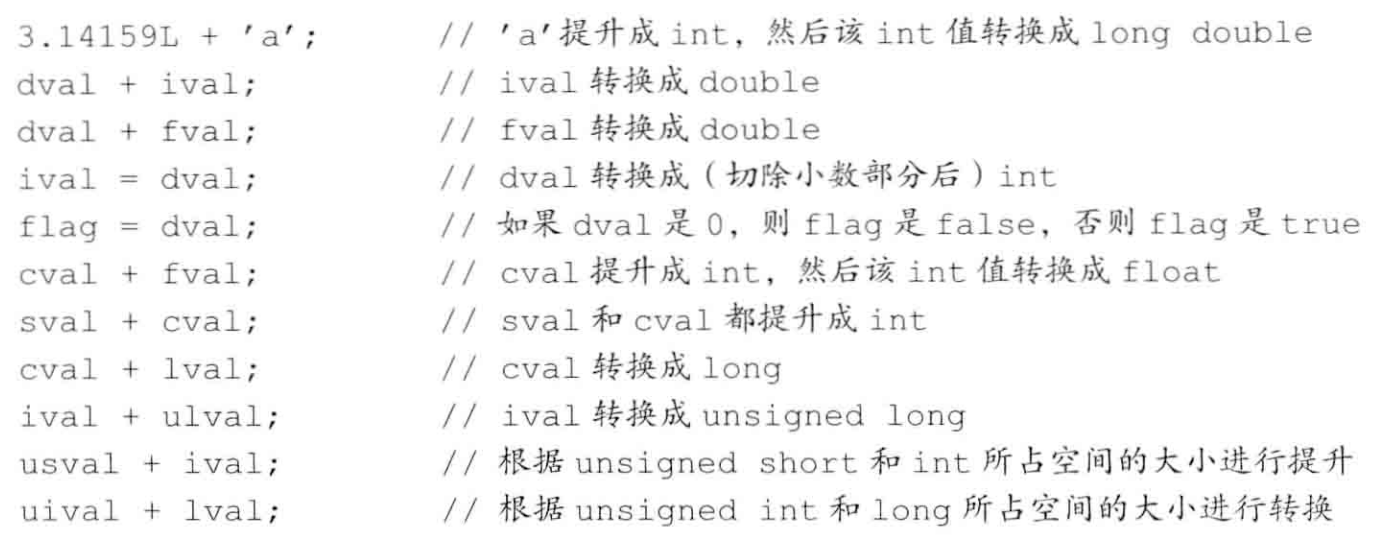 3.14159L + 'a';    // 'a'提升成 int，然后该 int 值转换成 long double
dval + ival;    // ival 转换成 double
dval + fval;    // fval 转换成 double
ival = dval;    // dval 转换成（切除小数部分后）int
flag = dval;    // 如果 dval 是 0，则 flag 是 false，否则 flag 是 true
cval + fval;    // cval 提升成 int，然后该 int 值转换成 float
sval + cval;    // sval 和 cval 都提升成 int
cval + lval;    // cval 转换成 long
ival + ulval;    // ival 转换成 unsigned long
usval + ival;    // 根据 unsigned short 和 int 所占空间的大小进行提升
uival + lval;    // 根据 unsigned int 和 long 所占空间的大小进行转换